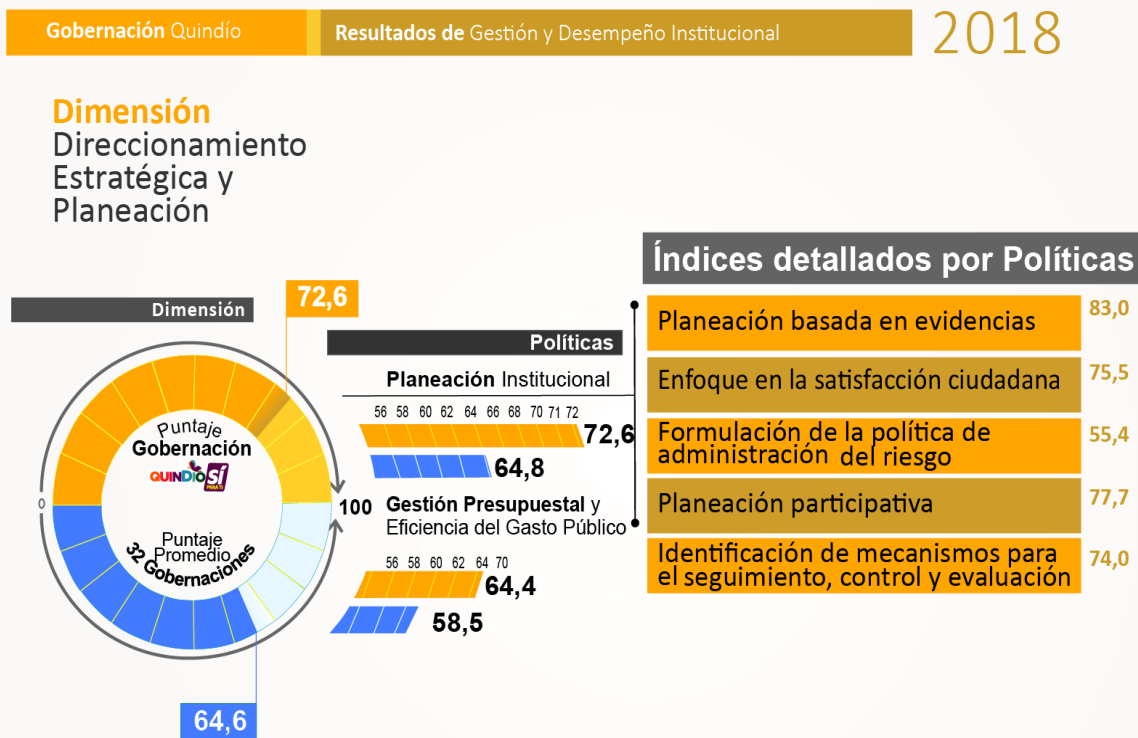 Gobernación Quindío
Resultados de Gestión y Desempeño Institucional
2018
Dimensión
Direccionamiento
Estratégica y
Planeación
Índices detallados por Políticas
Dimensión
72,6
Puntaje
Gobernación
QUINDÍO SÍ
PARA TI
0
100
Puntaje
Promedio
32 Gobernaciones
64,6
Políticas
Planeación Institucional
56 58 60 62 64 66 68 70 71 72
72,6
64,8
Gestión Presupuestal y
Eficiencia del Gasto Público
56 58 60 62 64 70
64,4
58,5
Planeación basada en evidencias 83,0
Enfoque en la satisfacción ciudadana 75,5
Formulación de la política de
administración del riesgo 55,4
Planeación participativa 77,7
Identificación de mecanismos para
el seguimiento, control y evaluación 74,0